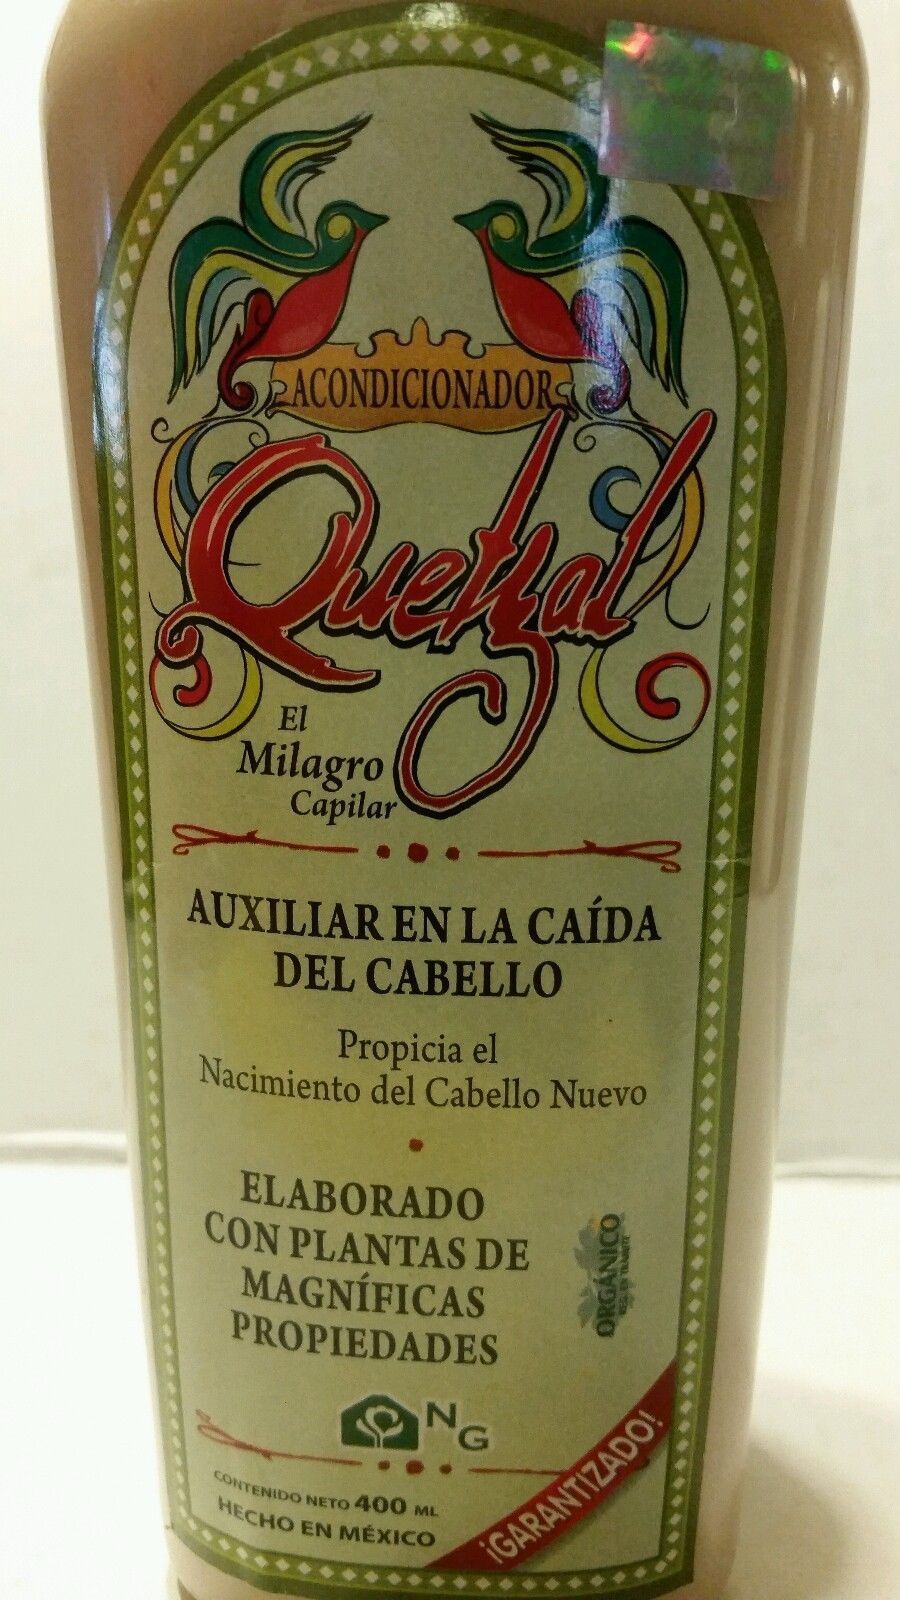 ACONDICIONADOR
Quetzal
El
Milagro
Capilar
AUXILIAR EN LA CAÍDA
DEL CABELLO
Propicia el
Nacimiento del Cabello Nuevo
ELABORADO
CON PLANTAS DE
MAGNÍFICAS
PROPIEDADES
ORGÁNICO
NG
CONTENIDO NETO 400 ML
HECHO EN MÉXICO
¡GARANTIZADO!